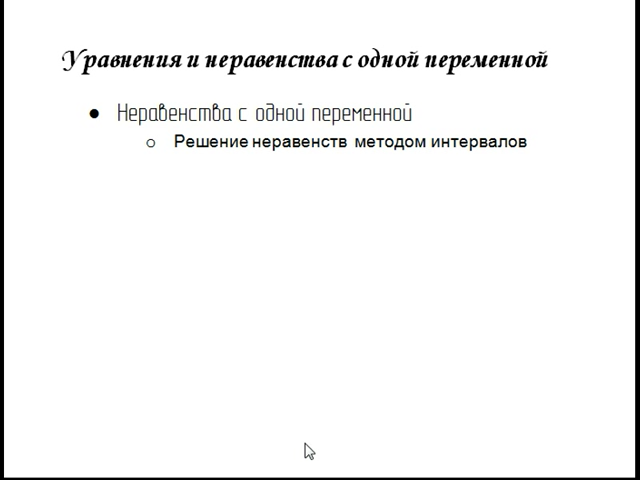 Уравнения и неравенства с одной переменной
● Неравенства с одной переменной
o Решение неравенств методом интервалов